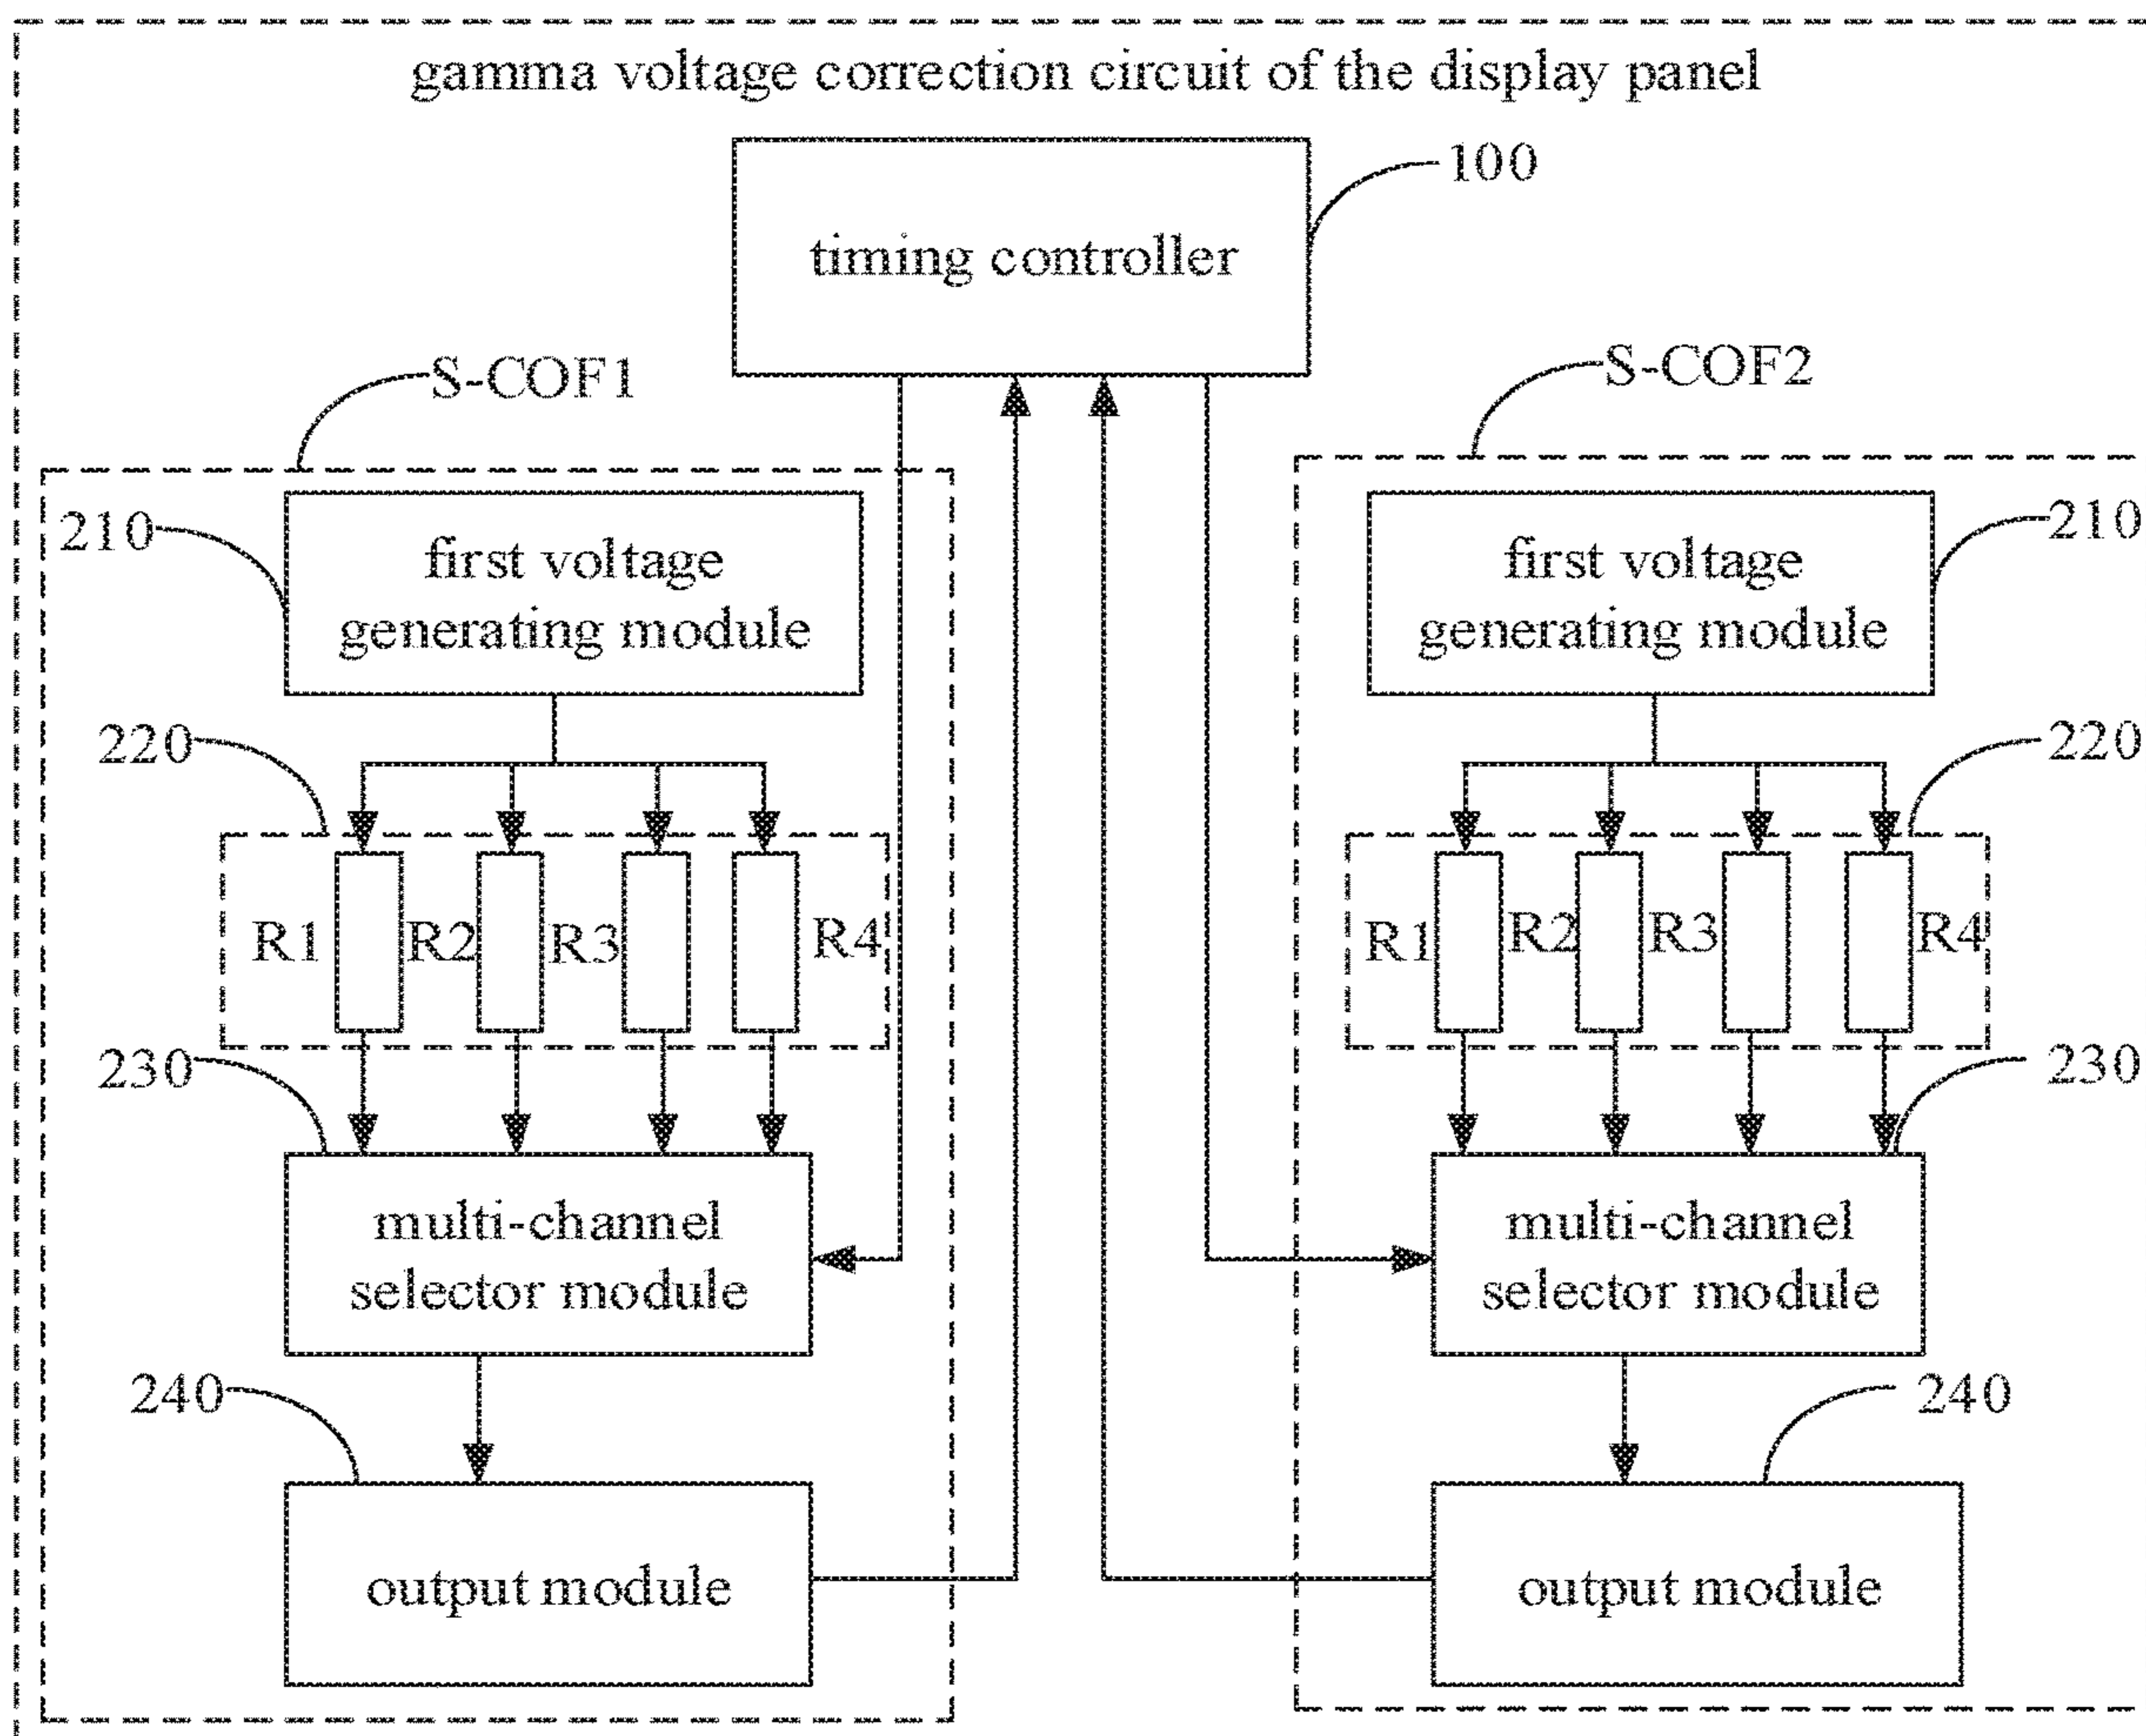 gamma voltage correction circuit of the display panel
100
timing controller
S-COF1
S-COF2
210
first voltage
generating module
first voltage
generating module
210
220
220
R1
R2
R3
R4
R1
R2
R3
R4
230
230
multi-channel
selector module
multi-channel
selector module
240
240
output module
output module